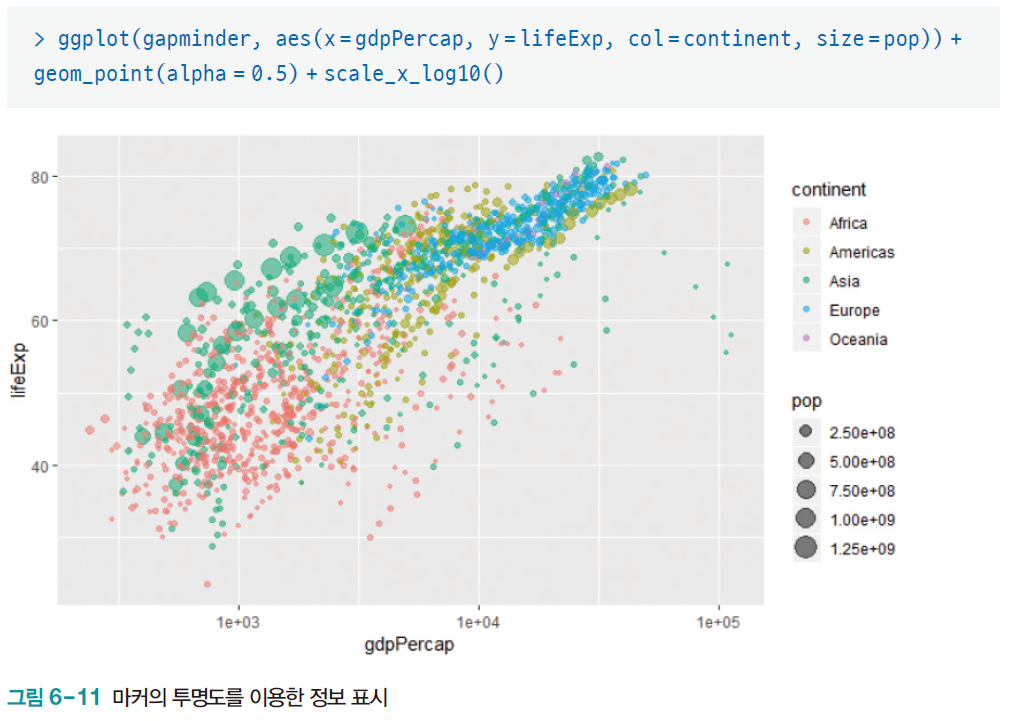 > ggplot(gapminder, aes(x=gdpPercap, y=lifeExp, col=continent, size=pop)) +
geom_point(alpha = 0.5) + scale_x_log10()
80
60
40
lifeExp
1e+03
1e+04
1e+05
gdpPercap
continent
Africa
Americas
Asia
Europe
Oceania
pop
2.50e+08
5.00e+08
7.50e+08
1.00e+09
1.25e+09
그림 6-11 마커의 투명도를 이용한 정보 표시